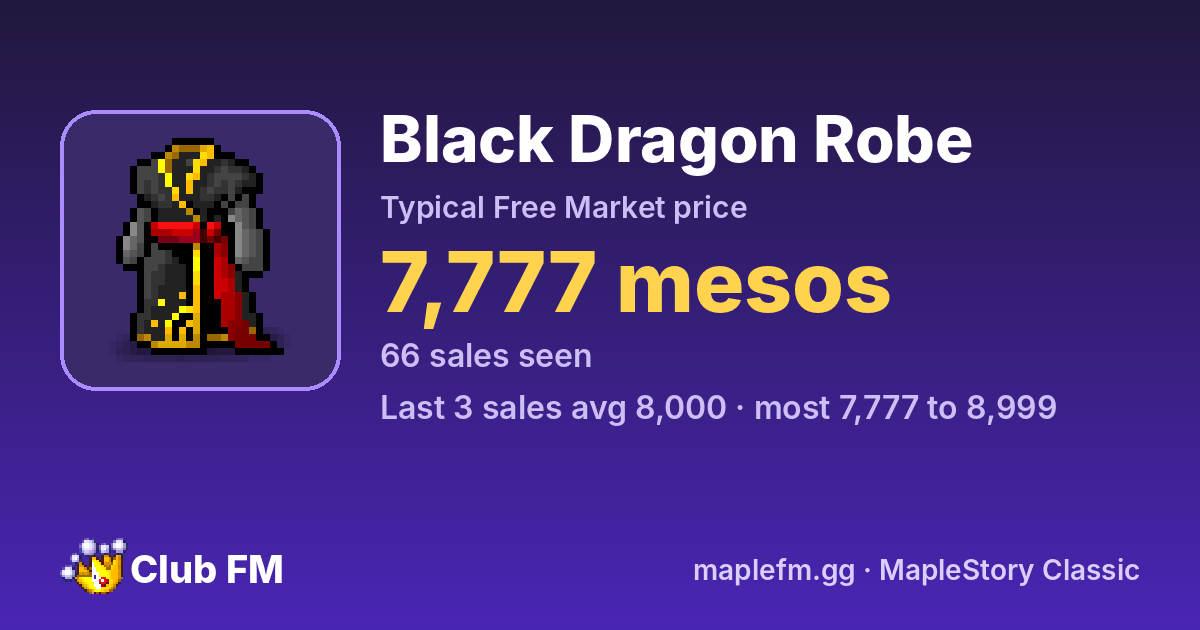 Black Dragon Robe
Typical Free Market price
7,777 mesos
66 sales seen
Last 3 sales avg 8,000 · most 7,777 to 8,999
Club FM
maplefm.gg · MapleStory Classic